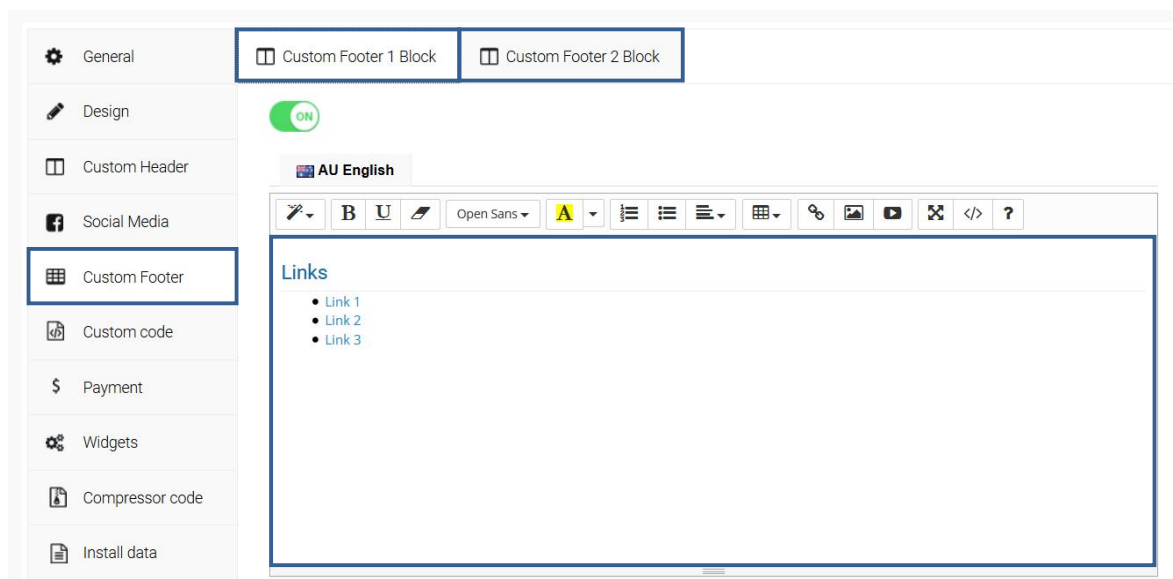 General
Custom Footer 1 Block
Custom Footer 2 Block
Design
ON
Custom Header
AU English
Social Media
B U Open Sans A </> ?
Custom Footer
Links
Link 1
Link 2
Link 3
Custom code
$ Payment
Widgets
Compressor code
Install data